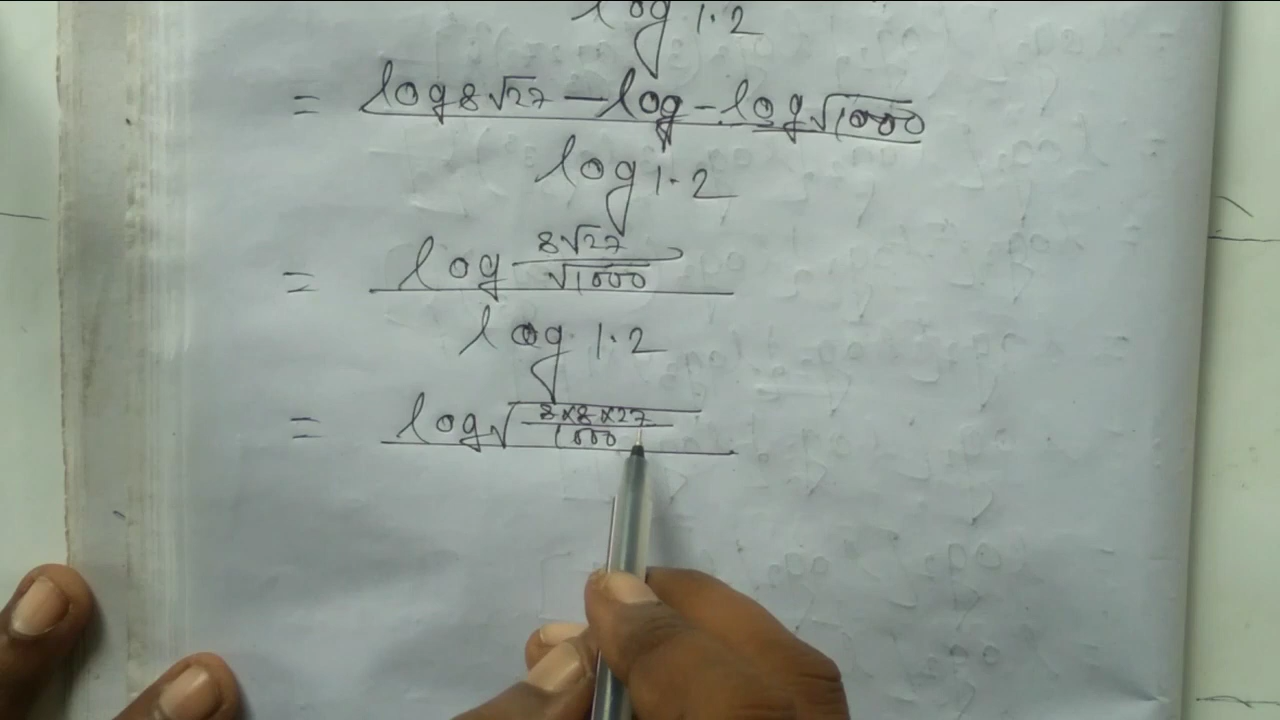 log 1.2
= log 8√27 — log - log √1000
log 1.2
= log 8√27
√1000
log 1.2
= log √8×8×27
1000